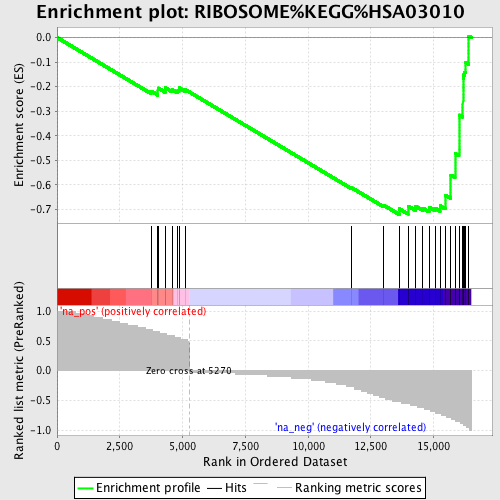 Enrichment plot: RIBOSOME%KEGG%HSA03010
Enrichment score (ES)
0.0
-0.1
-0.2
-0.3
-0.4
-0.5
-0.6
-0.7
Ranked list metric (PreRanked)
1.0
0.5
0.0
-0.5
-1.0
'na_pos' (positively correlated)
Zero cross at 5270
'na_neg' (negatively correlated)
0 2,500 5,000 7,500 10,000 12,500 15,000
Rank in Ordered Dataset
Enrichment profile Hits Ranking metric scores